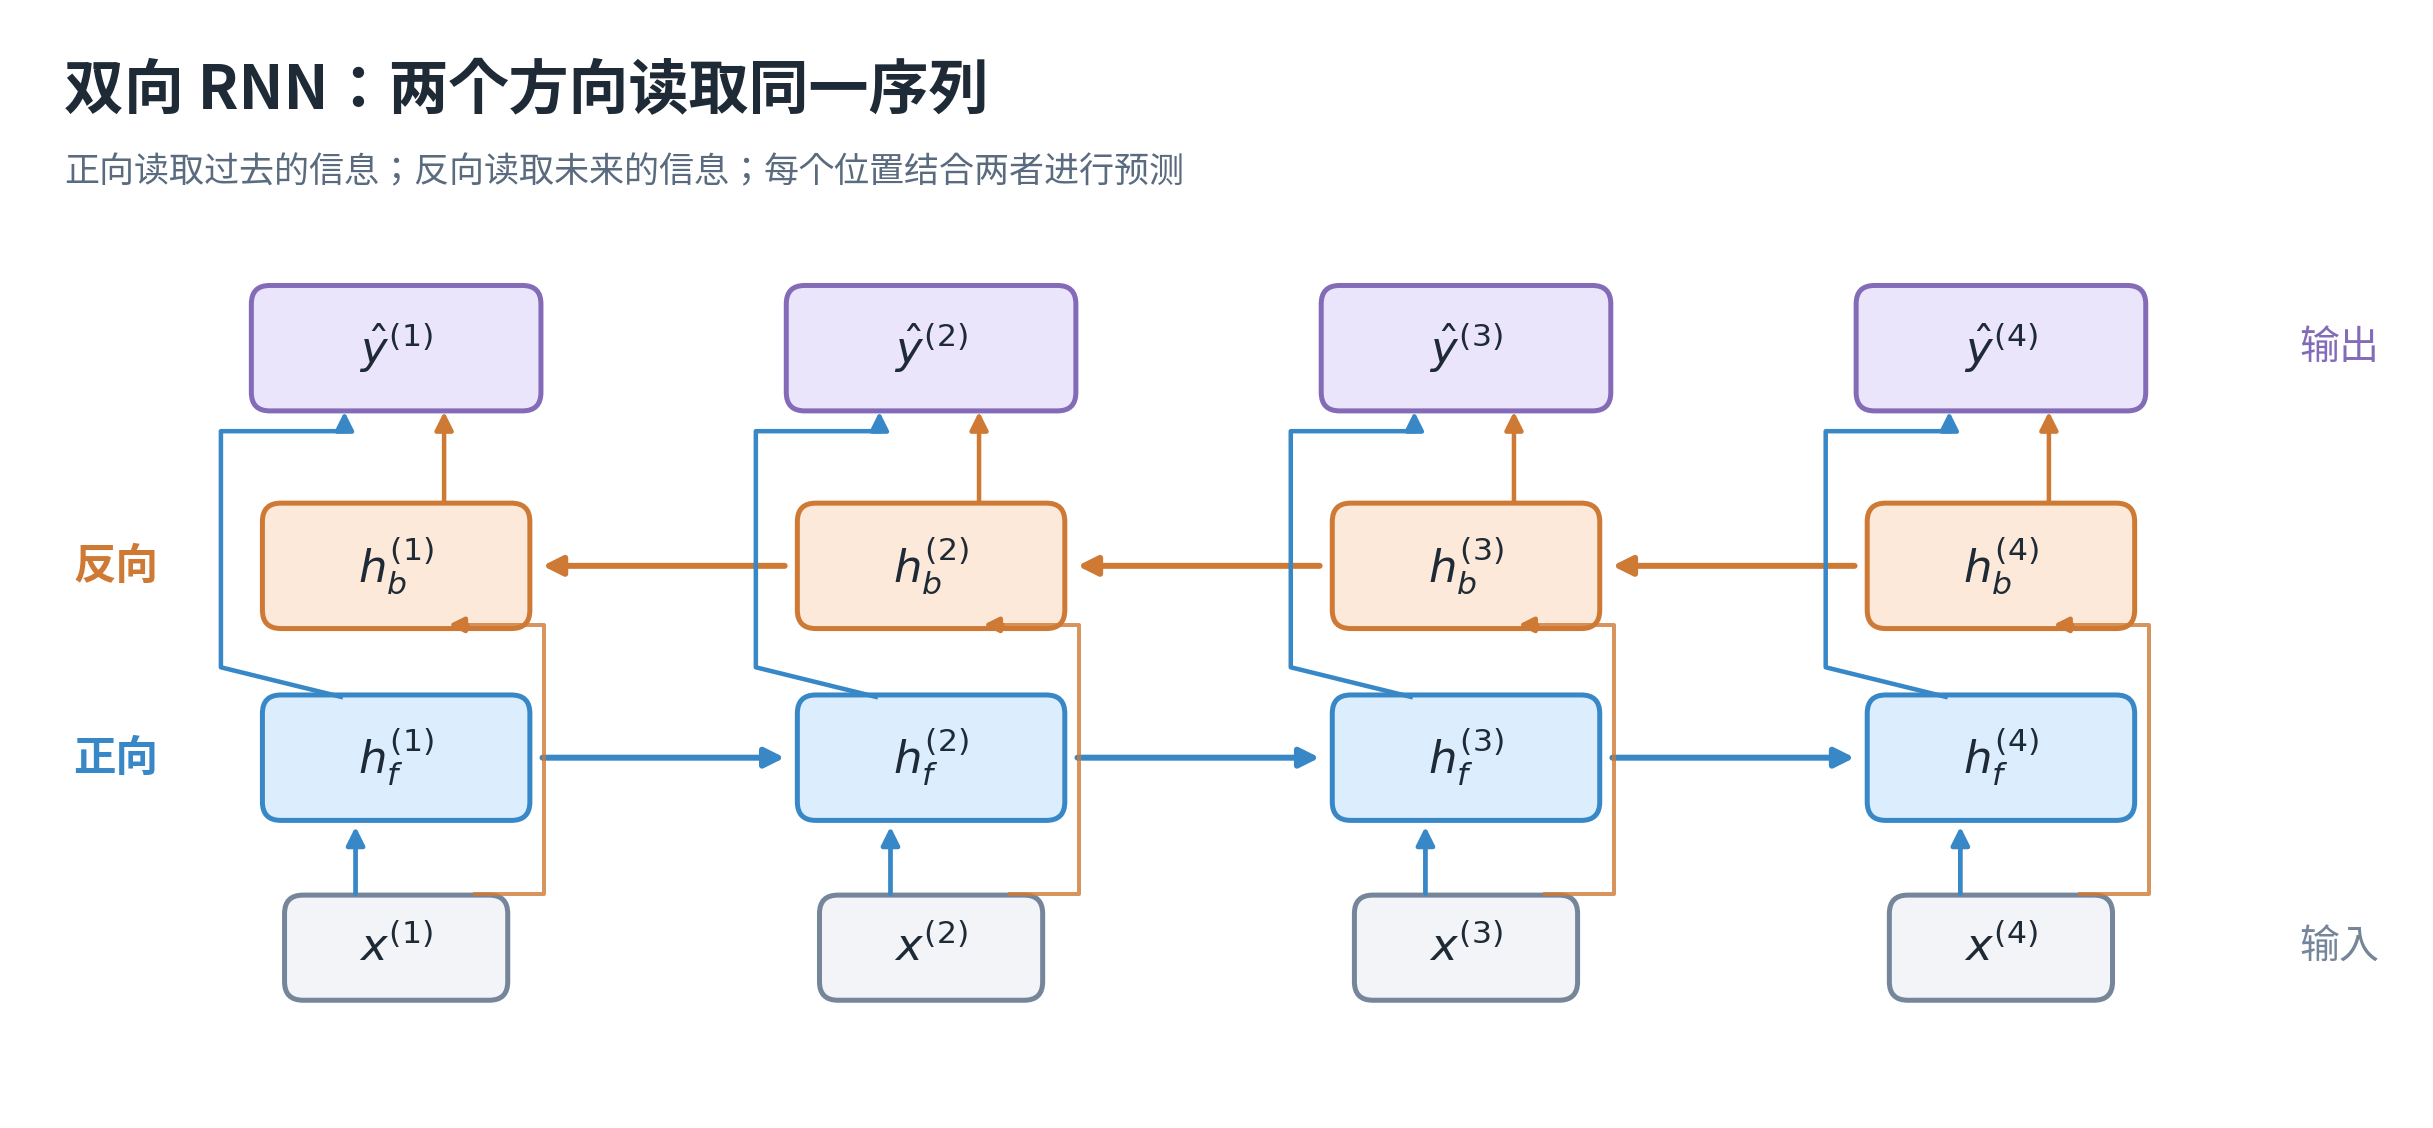 双向 RNN：两个方向读取同一序列
正向读取过去的信息；反向读取未来的信息；每个位置结合两者进行预测
ŷ^(1) ŷ^(2) ŷ^(3) ŷ^(4) 输出
反向 h_b^(1) h_b^(2) h_b^(3) h_b^(4)
正向 h_f^(1) h_f^(2) h_f^(3) h_f^(4)
x^(1) x^(2) x^(3) x^(4) 输入